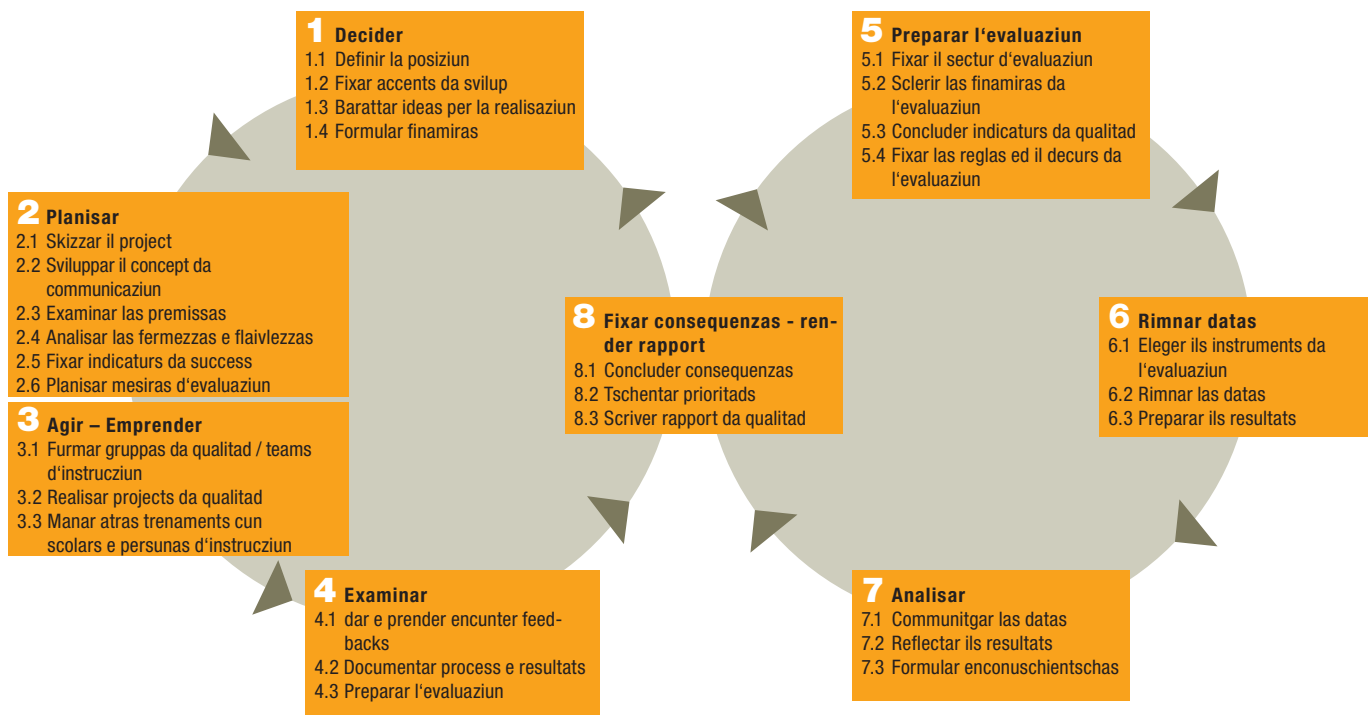 1 Decider
1.1 Definir la posiziun
1.2 Fixar accents da svilup
1.3 Barattar ideas per la realisaziun
1.4 Formular finamiras
2 Planisar
2.1 Skizzar il project
2.2 Sviluppar il concept da
communicaziun
2.3 Examinar las premissas
2.4 Analisar las fermezzas e flaivlezzas
2.5 Fixar indicaturs da success
2.6 Planisar mesiras d‘evaluaziun
3 Agir – Emprender
3.1 Furmar gruppas da qualitad / teams
d‘instrucziun
3.2 Realisar projects da qualitad
3.3 Manar atras trenaments cun
scolars e persunas d‘instrucziun
4 Examinar
4.1 dar e prender encunter feed-
backs
4.2 Documentar process e resultats
4.3 Preparar l‘evaluaziun
5 Preparar l‘evaluaziun
5.1 Fixar il sectur d‘evaluaziun
5.2 Sclerir las finamiras da
l‘evaluaziun
5.3 Concluder indicaturs da qualitad
5.4 Fixar las reglas ed il decurs da
l‘evaluaziun
6 Rimnar datas
6.1 Eleger ils instruments da
l‘evaluaziun
6.2 Rimnar las datas
6.3 Preparar ils resultats
7 Analisar
7.1 Communitgar las datas
7.2 Reflectar ils resultats
7.3 Formular enconuschientschas
8 Fixar consequenzas - ren-
der rapport
8.1 Concluder consequenzas
8.2 Tschentar prioritads
8.3 Scriver rapport da qualitad